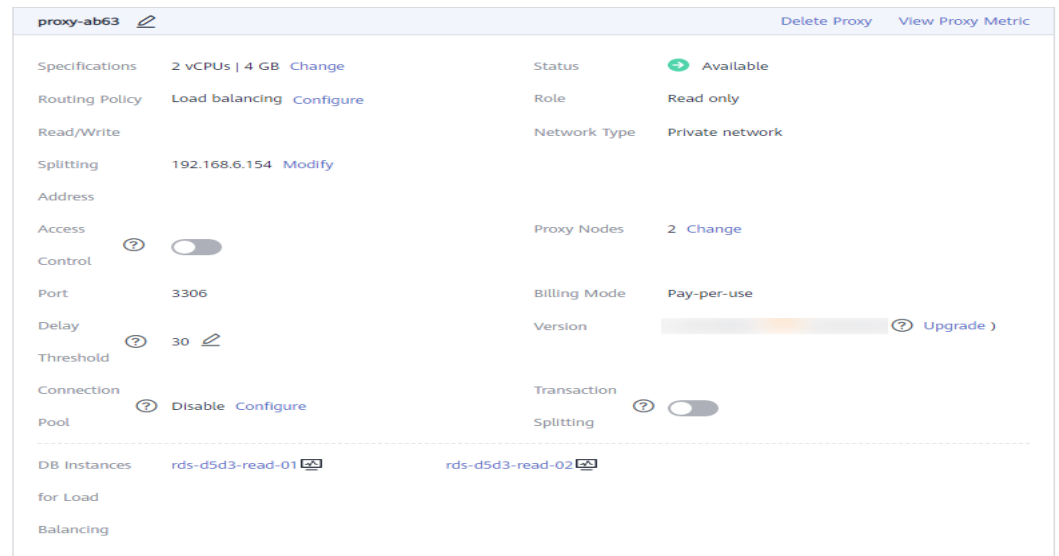 proxy-ab63 Delete Proxy View Proxy Metric
Specifications 2 vCPUs | 4 GB Change Status Available
Routing Policy Load balancing Configure Role Read only
Read/Write Network Type Private network
Splitting 192.168.6.154 Modify
Address
Access Proxy Nodes 2 Change
?
Control
Port 3306 Billing Mode Pay-per-use
Delay Version ? Upgrade )
? 30
Threshold
Connection Transaction
? Disable Configure ?
Pool Splitting
DB Instances rds-d5d3-read-01 rds-d5d3-read-02
for Load
Balancing